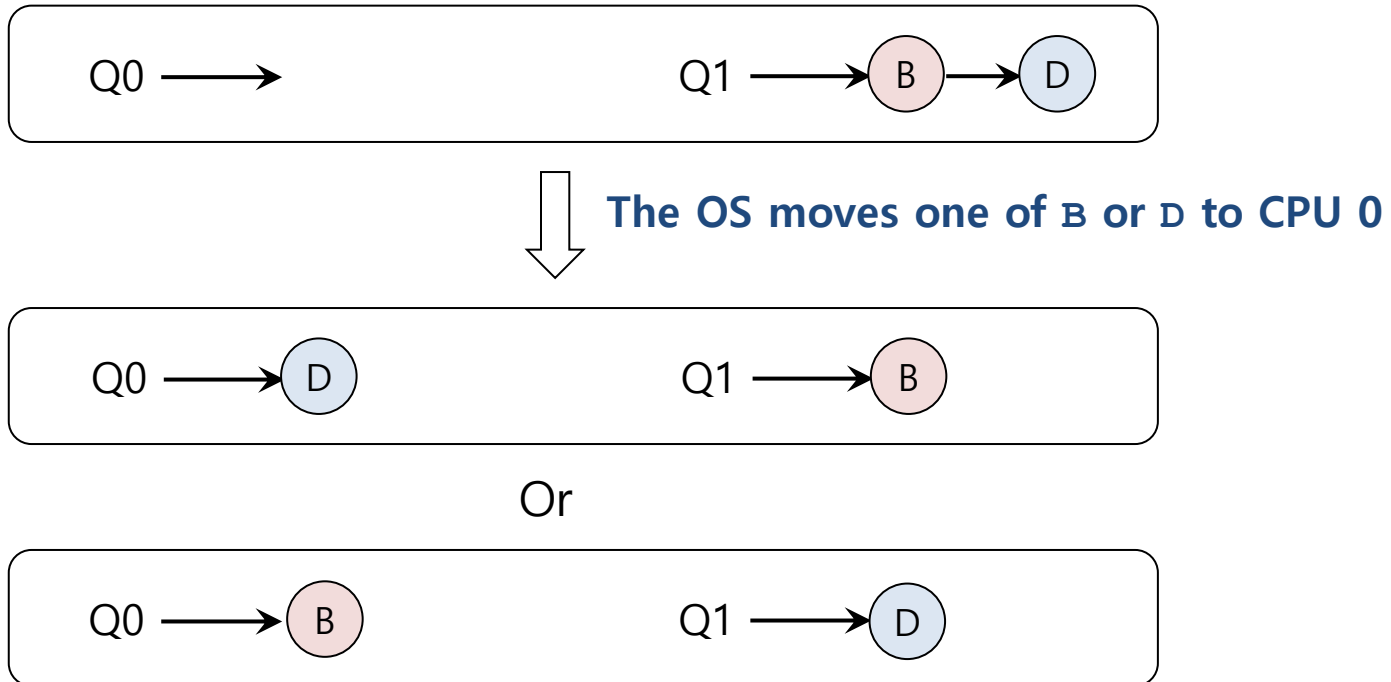 Q0 Q1 B D
The OS moves one of B or D to CPU 0
Q0 D Q1 B
Or
Q0 B Q1 D